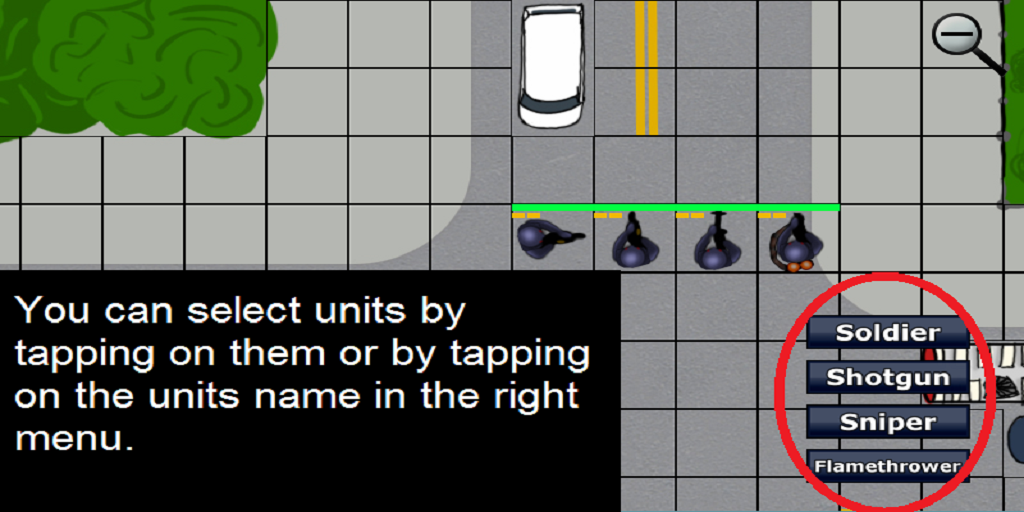 You can select units by
tapping on them or by tapping
on the units name in the right
menu.
Soldier
Shotgun
Sniper
Flamethrower